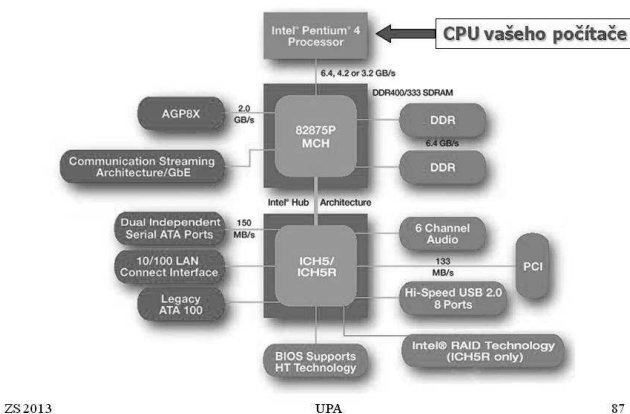 Intel® Pentium® 4
Processor
CPU vašeho počítače
6.4, 4.2 or 3.2 GB/s
DDR400/333 SDRAM
AGP8X
2.0
GB/s
82875P
MCH
DDR
6.4 GB/s
DDR
Communication Streaming
Architecture/GbE
Intel® Hub Architecture
Dual Independent
Serial ATA Ports
150
MB/s
6 Channel
Audio
10/100 LAN
Connect Interface
ICH5/
ICH5R
133
MB/s
PCI
Legacy
ATA 100
Hi-Speed USB 2.0
8 Ports
BIOS Supports
HT Technology
Intel® RAID Technology
(ICH5R only)
ZS 2013
UPA
87